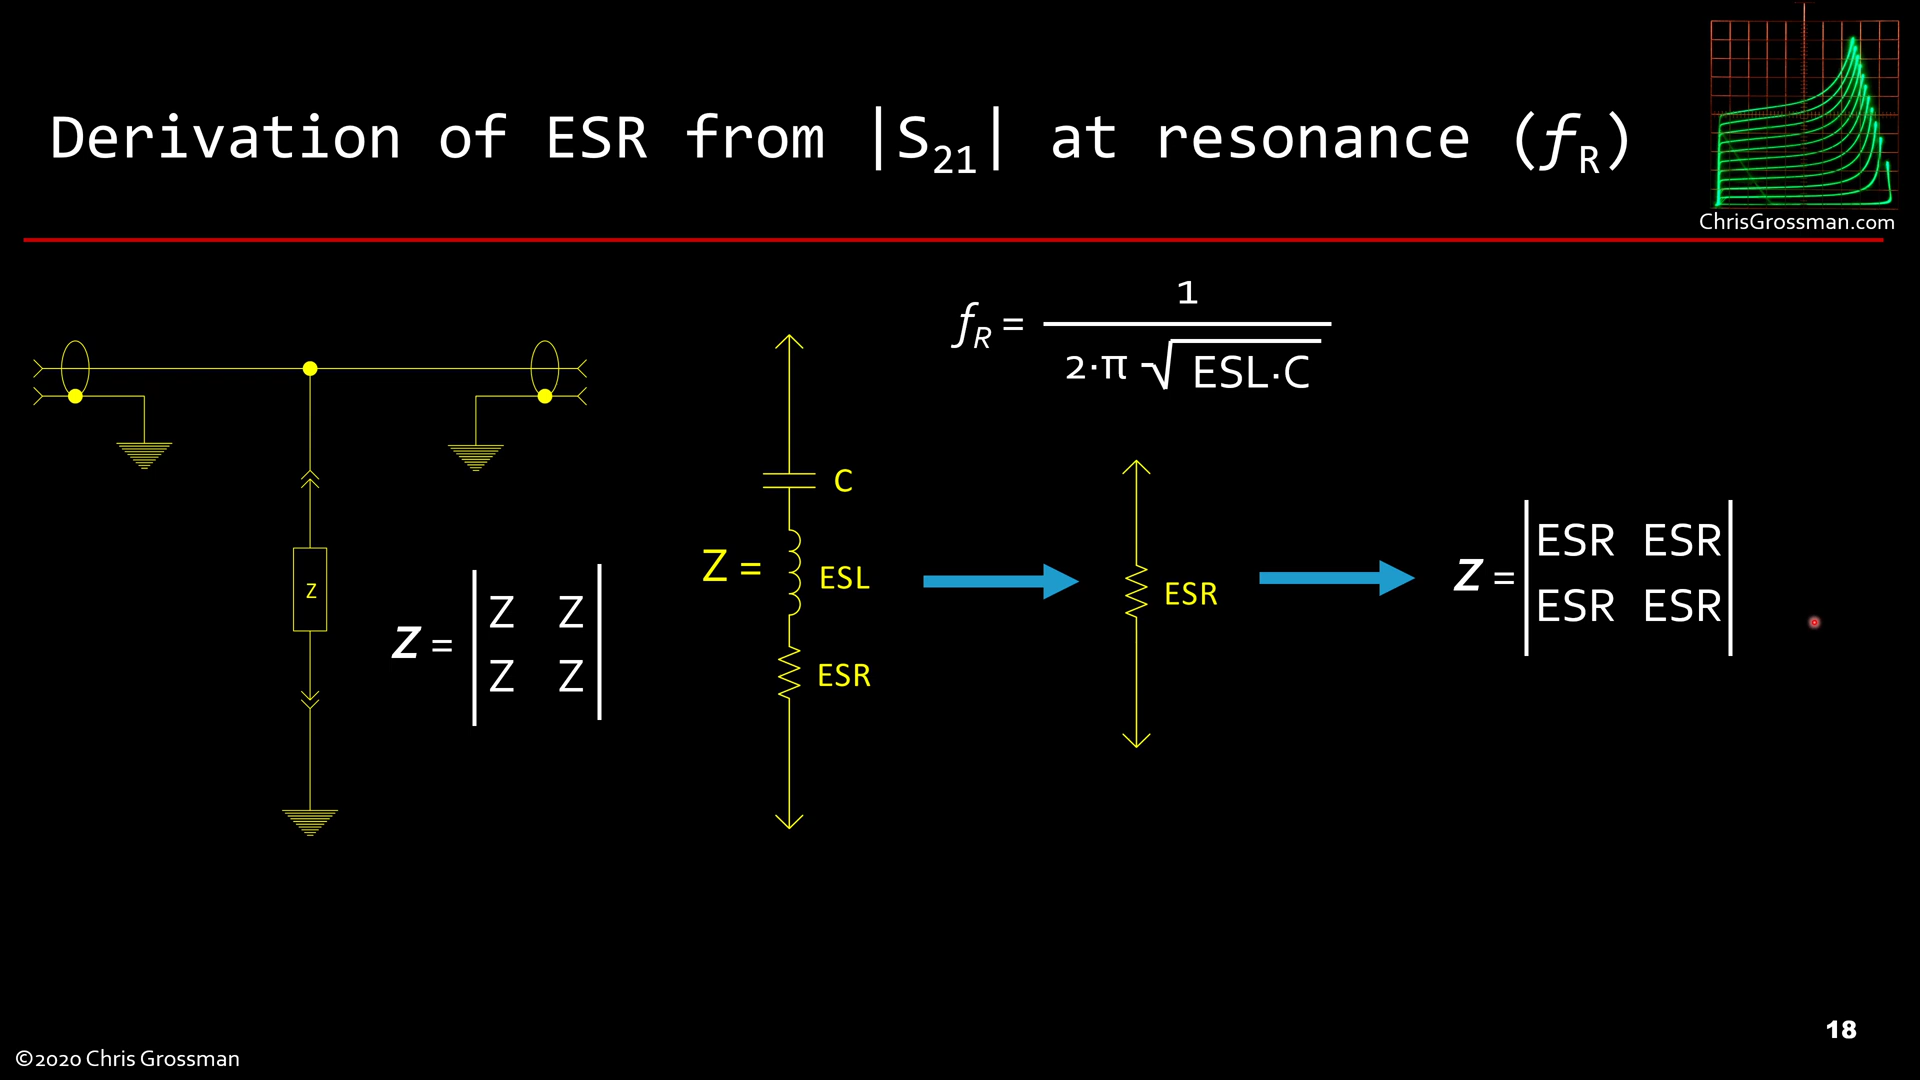 Derivation of ESR from |S21| at resonance (fR)
ChrisGrossman.com
fR = 1
2·π √ ESL·C
C
Z = ESL
ESR
ESR
Z
Z = | Z Z |
| Z Z |
Z = | ESR ESR |
| ESR ESR |
18
©2020 Chris Grossman